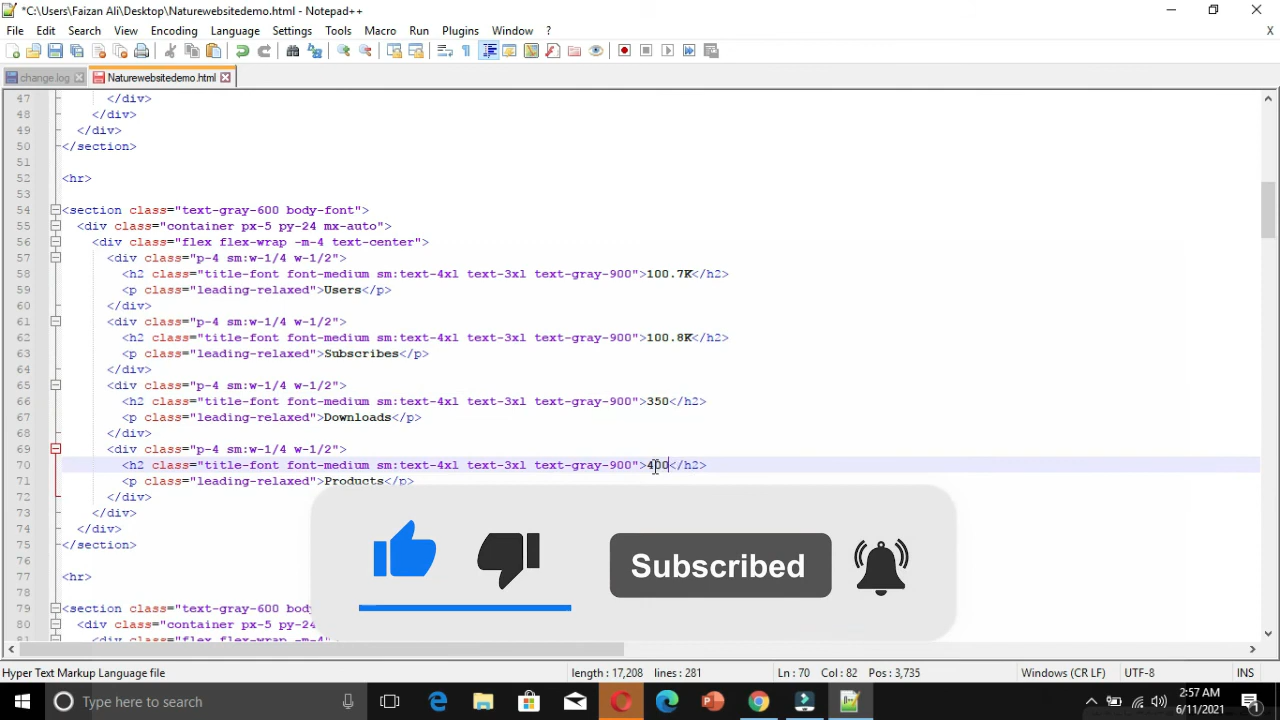 *C:\Users\Faizan Ali\Desktop\Naturewebsitedemo.html - Notepad++
File Edit Search View Encoding Language Settings Tools Macro Run Plugins Window ? X
change.log Naturewebsitedemo.html
47 </div>
48 </div>
49 </div>
50 </section>
51
52 <hr>
53
54 <section class="text-gray-600 body-font">
55 <div class="container px-5 py-24 mx-auto">
56 <div class="flex flex-wrap -m-4 text-center">
57 <div class="p-4 sm:w-1/4 w-1/2">
58 <h2 class="title-font font-medium sm:text-4xl text-3xl text-gray-900">100.7K</h2>
59 <p class="leading-relaxed">Users</p>
60 </div>
61 <div class="p-4 sm:w-1/4 w-1/2">
62 <h2 class="title-font font-medium sm:text-4xl text-3xl text-gray-900">100.8K</h2>
63 <p class="leading-relaxed">Subscribes</p>
64 </div>
65 <div class="p-4 sm:w-1/4 w-1/2">
66 <h2 class="title-font font-medium sm:text-4xl text-3xl text-gray-900">350</h2>
67 <p class="leading-relaxed">Downloads</p>
68 </div>
69 <div class="p-4 sm:w-1/4 w-1/2">
70 <h2 class="title-font font-medium sm:text-4xl text-3xl text-gray-900">400</h2>
71 <p class="leading-relaxed">Products</p>
72 </div>
73 </div>
74 </div>
75 </section>
76
77 <hr>
78
79 <section class="text-gray-600 bod
80 <div class="container px-5 py-24
81 <div class="flex flex-wrap -m-4"
Subscribed
Hyper Text Markup Language file length : 17,208 lines : 281 Ln : 70 Col : 82 Pos : 3,735 Windows (CR LF) UTF-8 INS
Type here to search 2:57 AM
6/11/2021 1